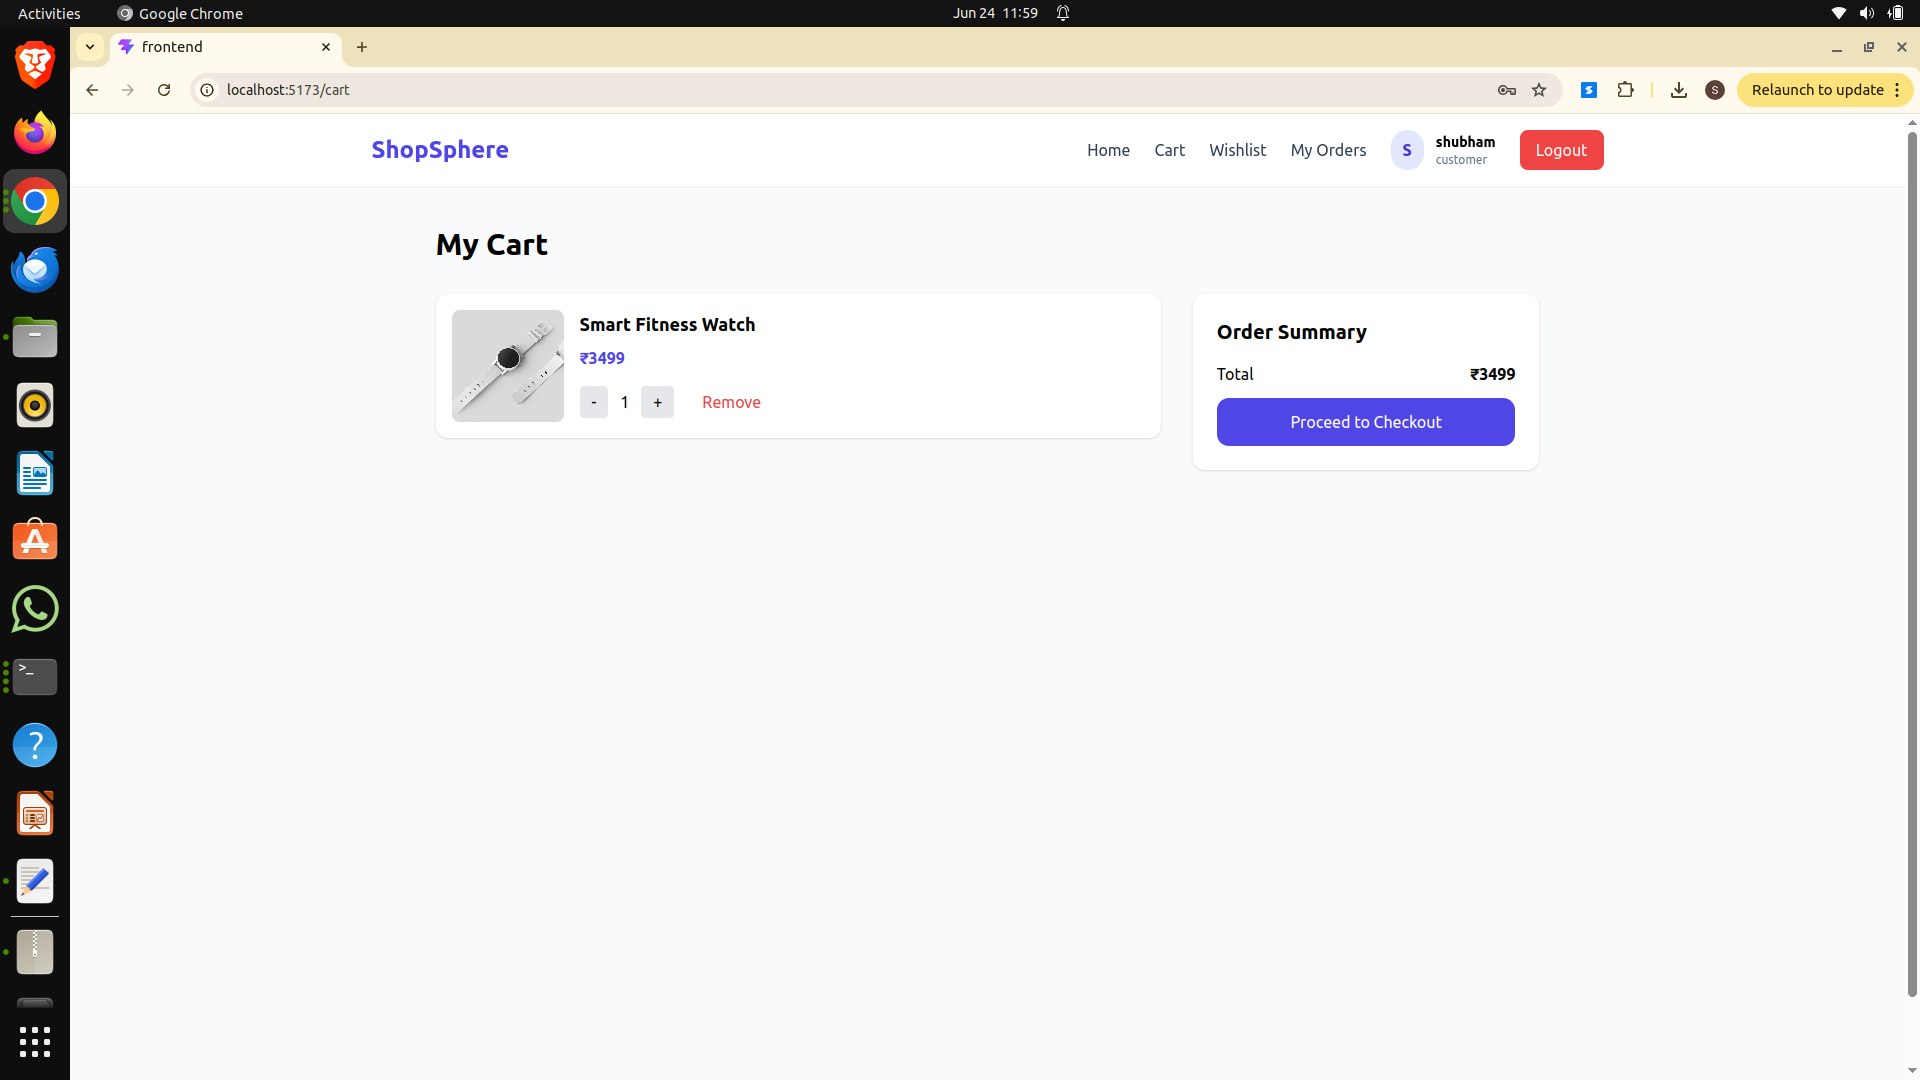 Activities
Google Chrome
Jun 24 11:59
frontend
localhost:5173/cart
S
Relaunch to update
ShopSphere
Home
Cart
Wishlist
My Orders
S
shubham
customer
Logout
My Cart
Smart Fitness Watch
₹3499
- 1 +
Remove
Order Summary
Total ₹3499
Proceed to Checkout